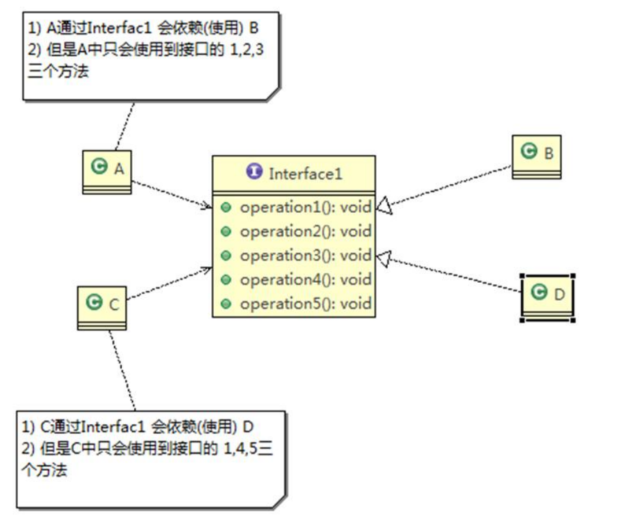 1) A通过Interfac1 会依赖(使用) B
2) 但是A中只会使用到接口的 1,2,3
三个方法
C A
I Interface1
C B
operation1(): void
operation2(): void
operation3(): void
operation4(): void
operation5(): void
C C
C D
1) C通过Interfac1 会依赖(使用) D
2) 但是C中只会使用到接口的 1,4,5三
个方法